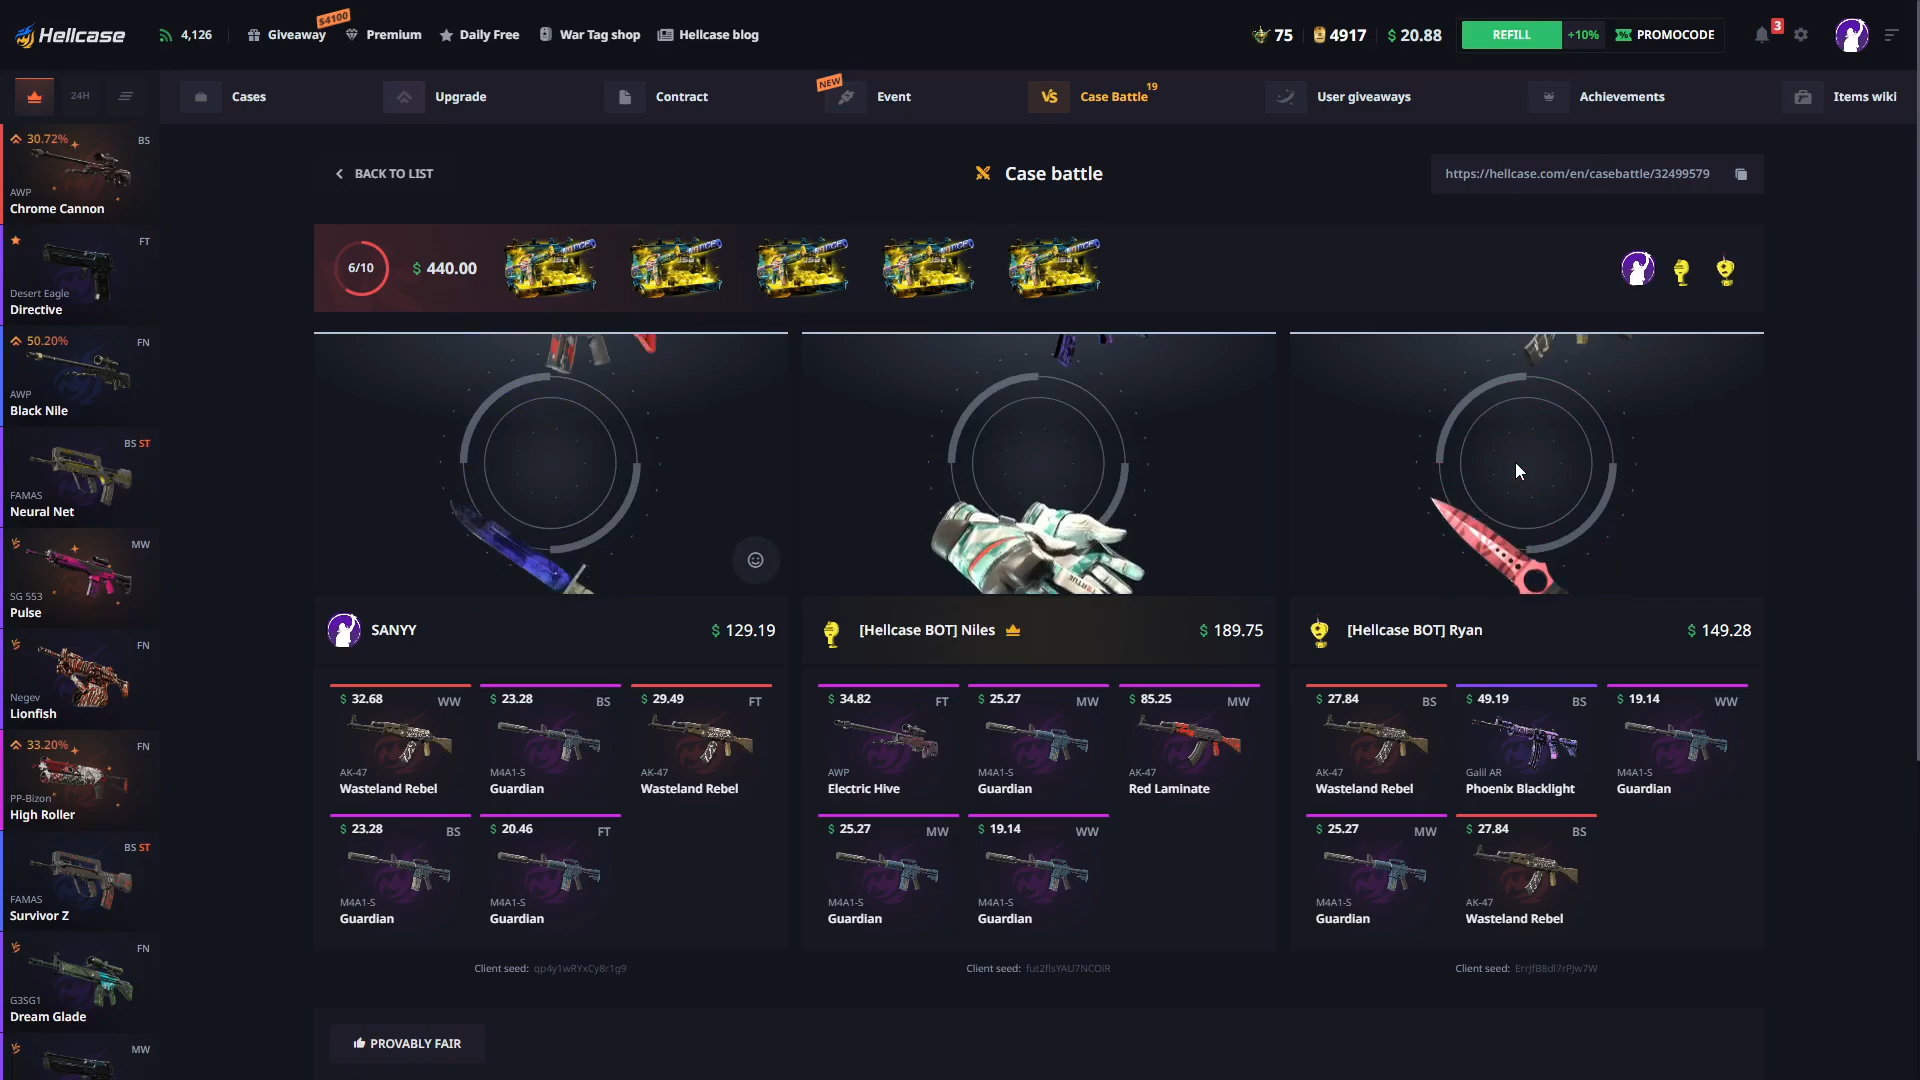 Hellcase
4,126
Giveaway
$4100
Premium
Daily Free
War Tag shop
Hellcase blog
75
4917
$ 20.88
REFILL
+10%
PROMOCODE
3
24H
Cases
Upgrade
Contract
NEW
Event
VS
Case Battle 19
User giveaways
Achievements
Items wiki
30.72%
BS
AWP
Chrome Cannon
FT
Desert Eagle
Directive
50.20%
FN
AWP
Black Nile
BS ST
FAMAS
Neural Net
MW
SG 553
Pulse
FN
Negev
Lionfish
33.20%
FN
PP-Bizon
High Roller
BS ST
FAMAS
Survivor Z
FN
G3SG1
Dream Glade
MW
BACK TO LIST
Case battle
https://hellcase.com/en/casebattle/32499579
6/10
$ 440.00
SANYY
$ 129.19
[Hellcase BOT] Niles
$ 189.75
[Hellcase BOT] Ryan
$ 149.28
$ 32.68 WW
AK-47
Wasteland Rebel
$ 23.28 BS
M4A1-S
Guardian
$ 29.49 FT
AK-47
Wasteland Rebel
$ 23.28 BS
M4A1-S
Guardian
$ 20.46 FT
M4A1-S
Guardian
$ 34.82 FT
AWP
Electric Hive
$ 25.27 MW
M4A1-S
Guardian
$ 85.25 MW
AK-47
Red Laminate
$ 25.27 MW
M4A1-S
Guardian
$ 19.14 WW
M4A1-S
Guardian
$ 27.84 BS
AK-47
Wasteland Rebel
$ 49.19 BS
Galil AR
Phoenix Blacklight
$ 19.14 WW
M4A1-S
Guardian
$ 25.27 MW
M4A1-S
Guardian
$ 27.84 BS
AK-47
Wasteland Rebel
Client seed: qp4y1wRYxCy8r1g9
Client seed:
Client seed:
PROVABLY FAIR